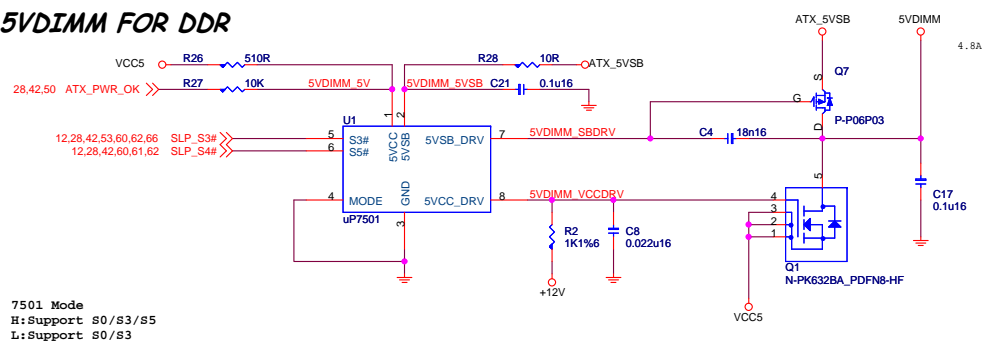 5VDIMM FOR DDR
ATX_5VSB
5VDIMM
4.8A
VCC5
R26
510R
R28
10R
ATX_5VSB
28,42,50 ATX_PWR_OK
R27
10K
5VDIMM_5V
5VDIMM_5VSB
C21
0.1u16
S
Q7
G
D
P-P06P03
U1
1
2
5VCC
5VSB
12,28,42,53,60,62,66 SLP_S3#
5
S3#
5VSB_DRV
7
5VDIMM_SBDRV
C4
18n16
12,28,42,60,61,62 SLP_S4#
6
S5#
5
C17
0.1u16
4
MODE
GND
5VCC_DRV
8
5VDIMM_VCCDRV
4
3
2
1
uP7501
3
R2
1K1%6
C8
0.022u16
Q1
N-PK632BA_PDFN8-HF
+12V
VCC5
7501 Mode
H:Support S0/S3/S5
L:Support S0/S3